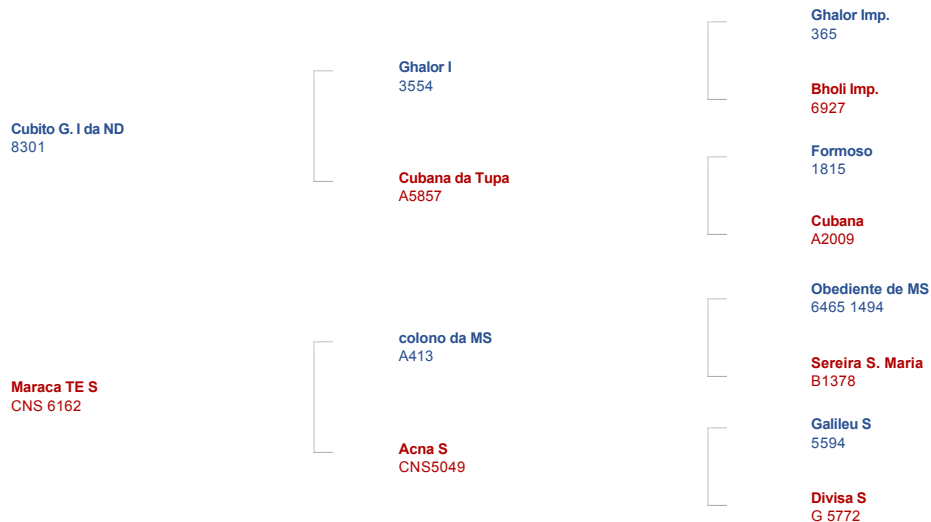 Cubito G. I da ND
8301
Maraca TE S
CNS 6162
Ghalor I
3554
Cubana da Tupa
A5857
colono da MS
A413
Acna S
CNS5049
Ghalor Imp.
365
Bholi Imp.
6927
Formoso
1815
Cubana
A2009
Obediente de MS
6465 1494
Sereira S. Maria
B1378
Galileu S
5594
Divisa S
G 5772